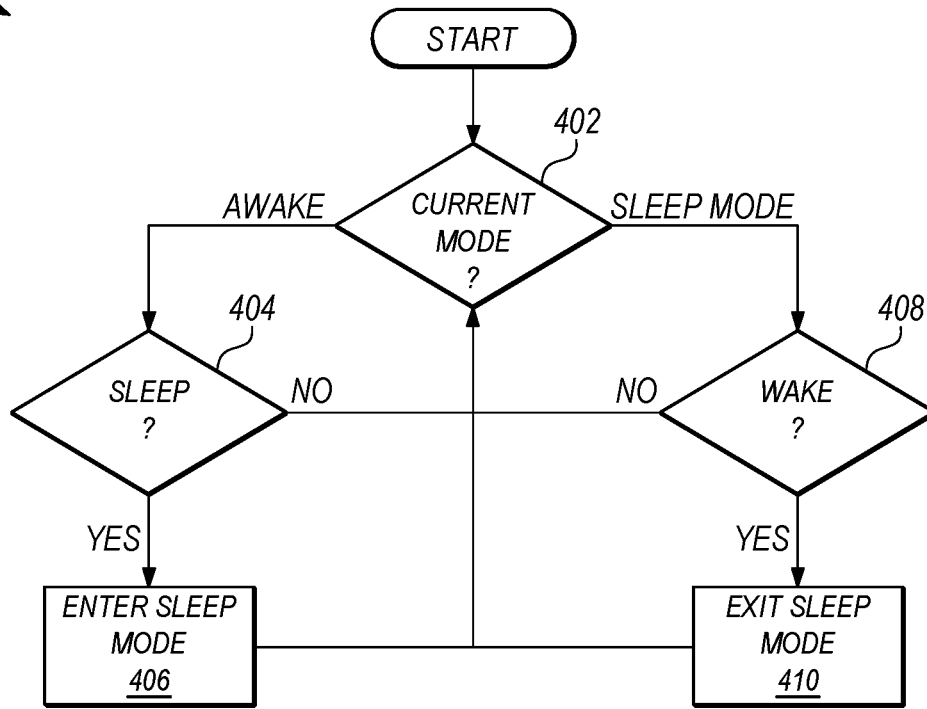 START
402
AWAKE
CURRENT
MODE
?
SLEEP MODE
404
408
SLEEP
?
NO
NO
WAKE
?
YES
YES
ENTER SLEEP
MODE
406
EXIT SLEEP
MODE
410